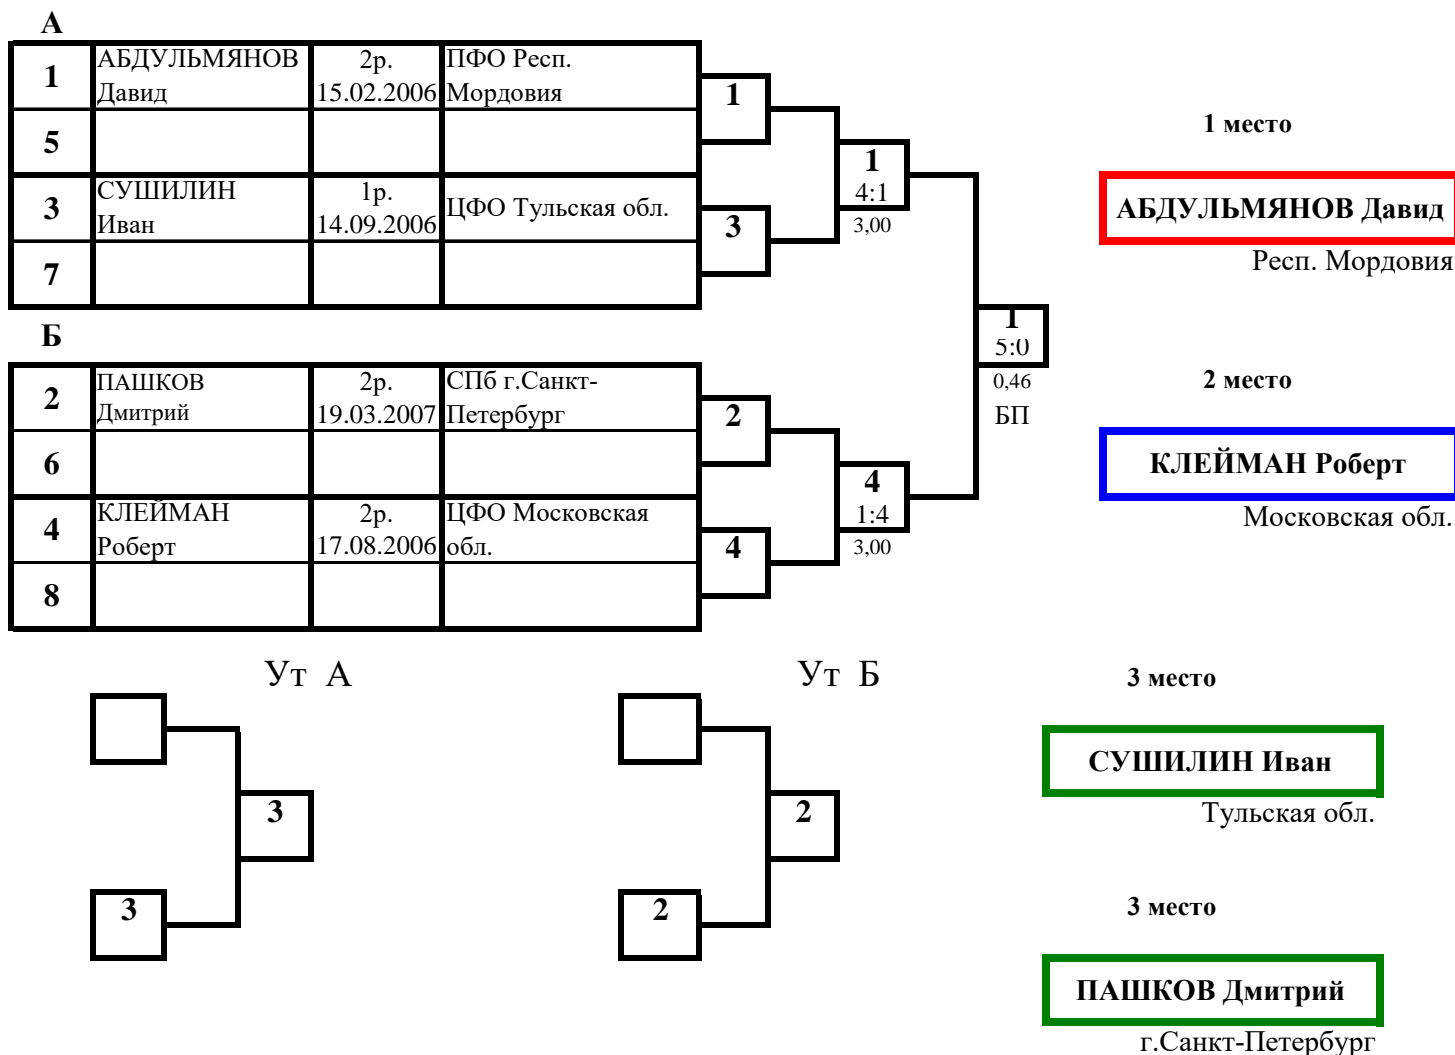 А
1
АБДУЛЬМЯНОВ
Давид
2р.
15.02.2006
ПФО Респ.
Мордовия
5
3
СУШИЛИН
Иван
1р.
14.09.2006
ЦФО Тульская обл.
7
1
3
1
4:1
3,00
Б
2
ПАШКОВ
Дмитрий
2р.
19.03.2007
СПб г.Санкт-
Петербург
6
4
КЛЕЙМАН
Роберт
2р.
17.08.2006
ЦФО Московская
обл.
8
2
4
4
1:4
3,00
1
5:0
0,46
БП
1 место
АБДУЛЬМЯНОВ Давид
Респ. Мордовия
2 место
КЛЕЙМАН Роберт
Московская обл.
Ут А
3
3
Ут Б
2
2
3 место
СУШИЛИН Иван
Тульская обл.
3 место
ПАШКОВ Дмитрий
г.Санкт-Петербург